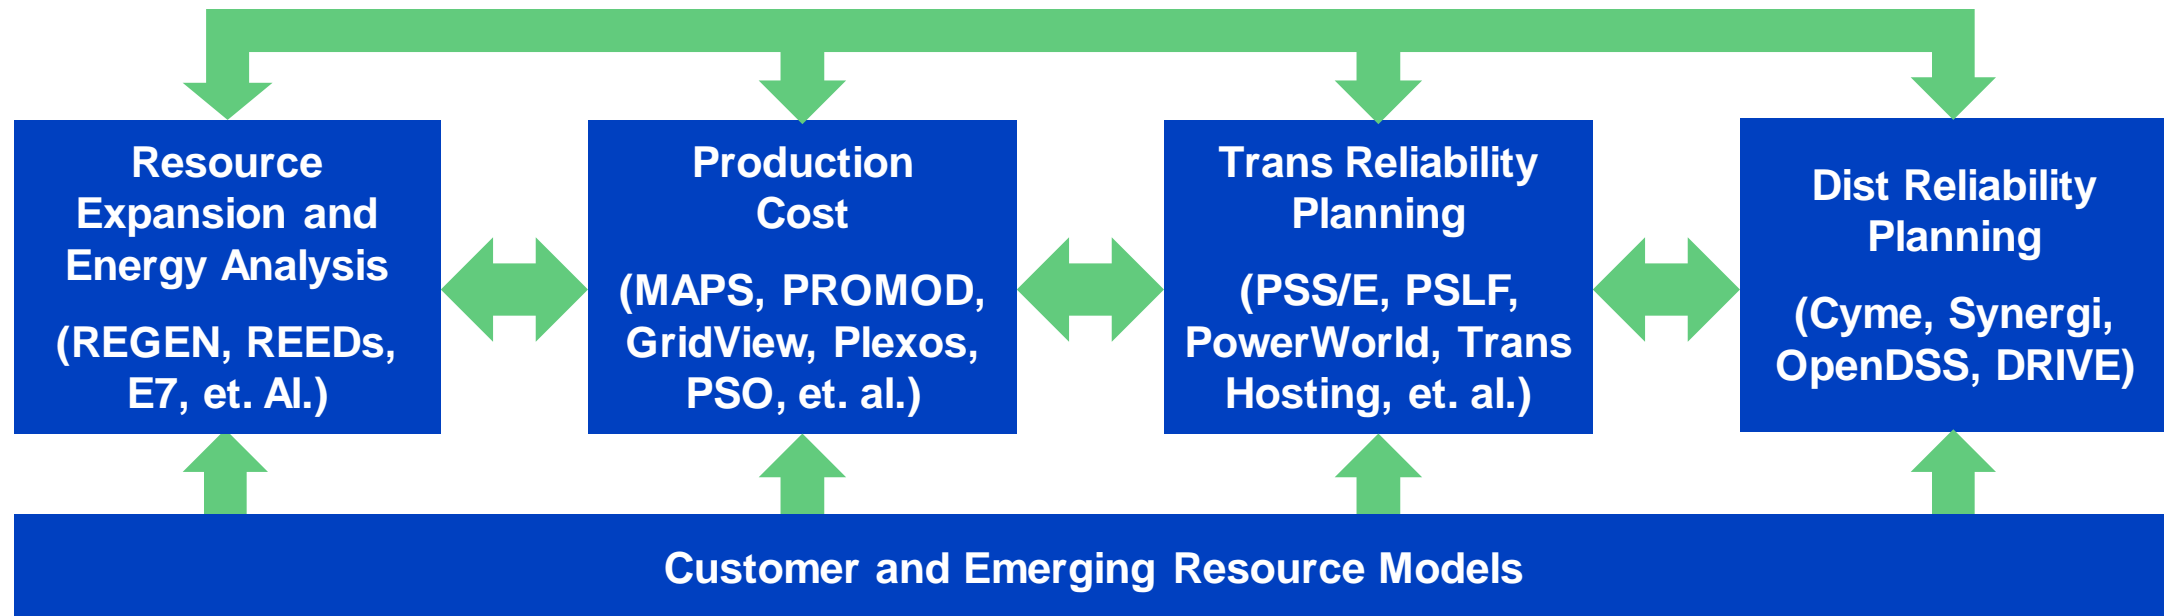 Resource
Expansion and
Energy Analysis
(REGEN, REEDs,
E7, et. Al.)
Production
Cost
(MAPS, PROMOD,
GridView, Plexos,
PSO, et. al.)
Trans Reliability
Planning
(PSS/E, PSLF,
PowerWorld, Trans
Hosting, et. al.)
Dist Reliability
Planning
(Cyme, Synergi,
OpenDSS, DRIVE)
Customer and Emerging Resource Models